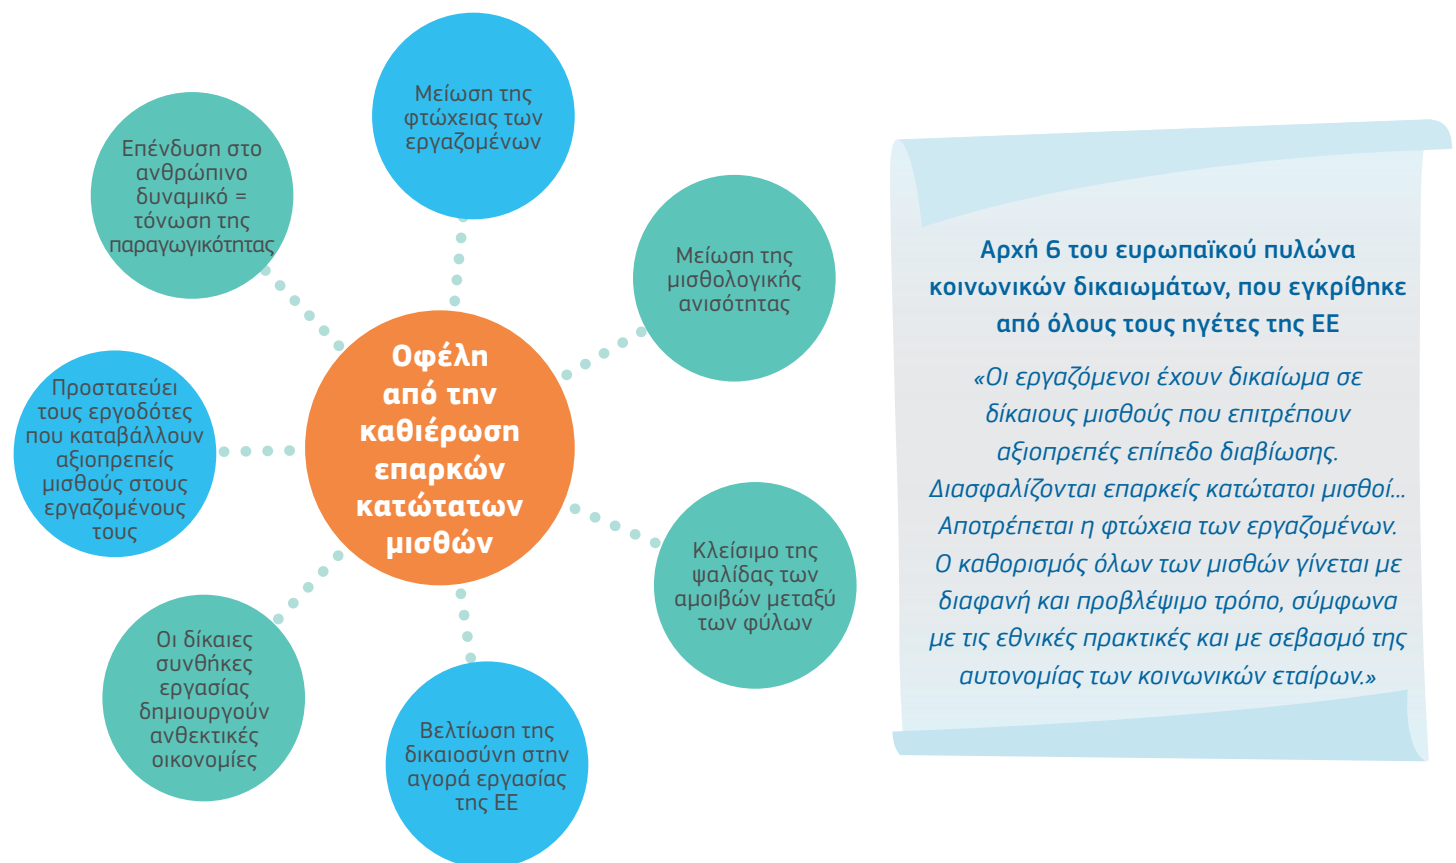 Μείωση της
φτώχειας των
εργαζομένων
Επένδυση στο
ανθρώπινο
δυναμικό =
τόνωση της
παραγωγικότητας
Μείωση της
μισθολογικής
ανισότητας
Οφέλη
από την
καθιέρωση
επαρκών
κατώτατων
μισθών
Προστατεύει
τους εργοδότες
που καταβάλλουν
αξιοπρεπείς
μισθούς στους
εργαζομένους
τους
Κλείσιμο της
ψαλίδας των
αμοιβών μεταξύ
των φύλων
Οι δίκαιες
συνθήκες
εργασίας
δημιουργούν
ανθεκτικές
οικονομίες
Βελτίωση της
δικαιοσύνη στην
αγορά εργασίας
της ΕΕ
Αρχή 6 του ευρωπαϊκού πυλώνα
κοινωνικών δικαιωμάτων, που εγκρίθηκε
από όλους τους ηγέτες της ΕΕ
«Οι εργαζόμενοι έχουν δικαίωμα σε
δίκαιους μισθούς που επιτρέπουν
αξιοπρεπές επίπεδο διαβίωσης.
Διασφαλίζονται επαρκείς κατώτατοι μισθοί...
Αποτρέπεται η φτώχεια των εργαζομένων.
Ο καθορισμός όλων των μισθών γίνεται με
διαφανή και προβλέψιμο τρόπο, σύμφωνα
με τις εθνικές πρακτικές και με σεβασμό της
αυτονομίας των κοινωνικών εταίρων.»